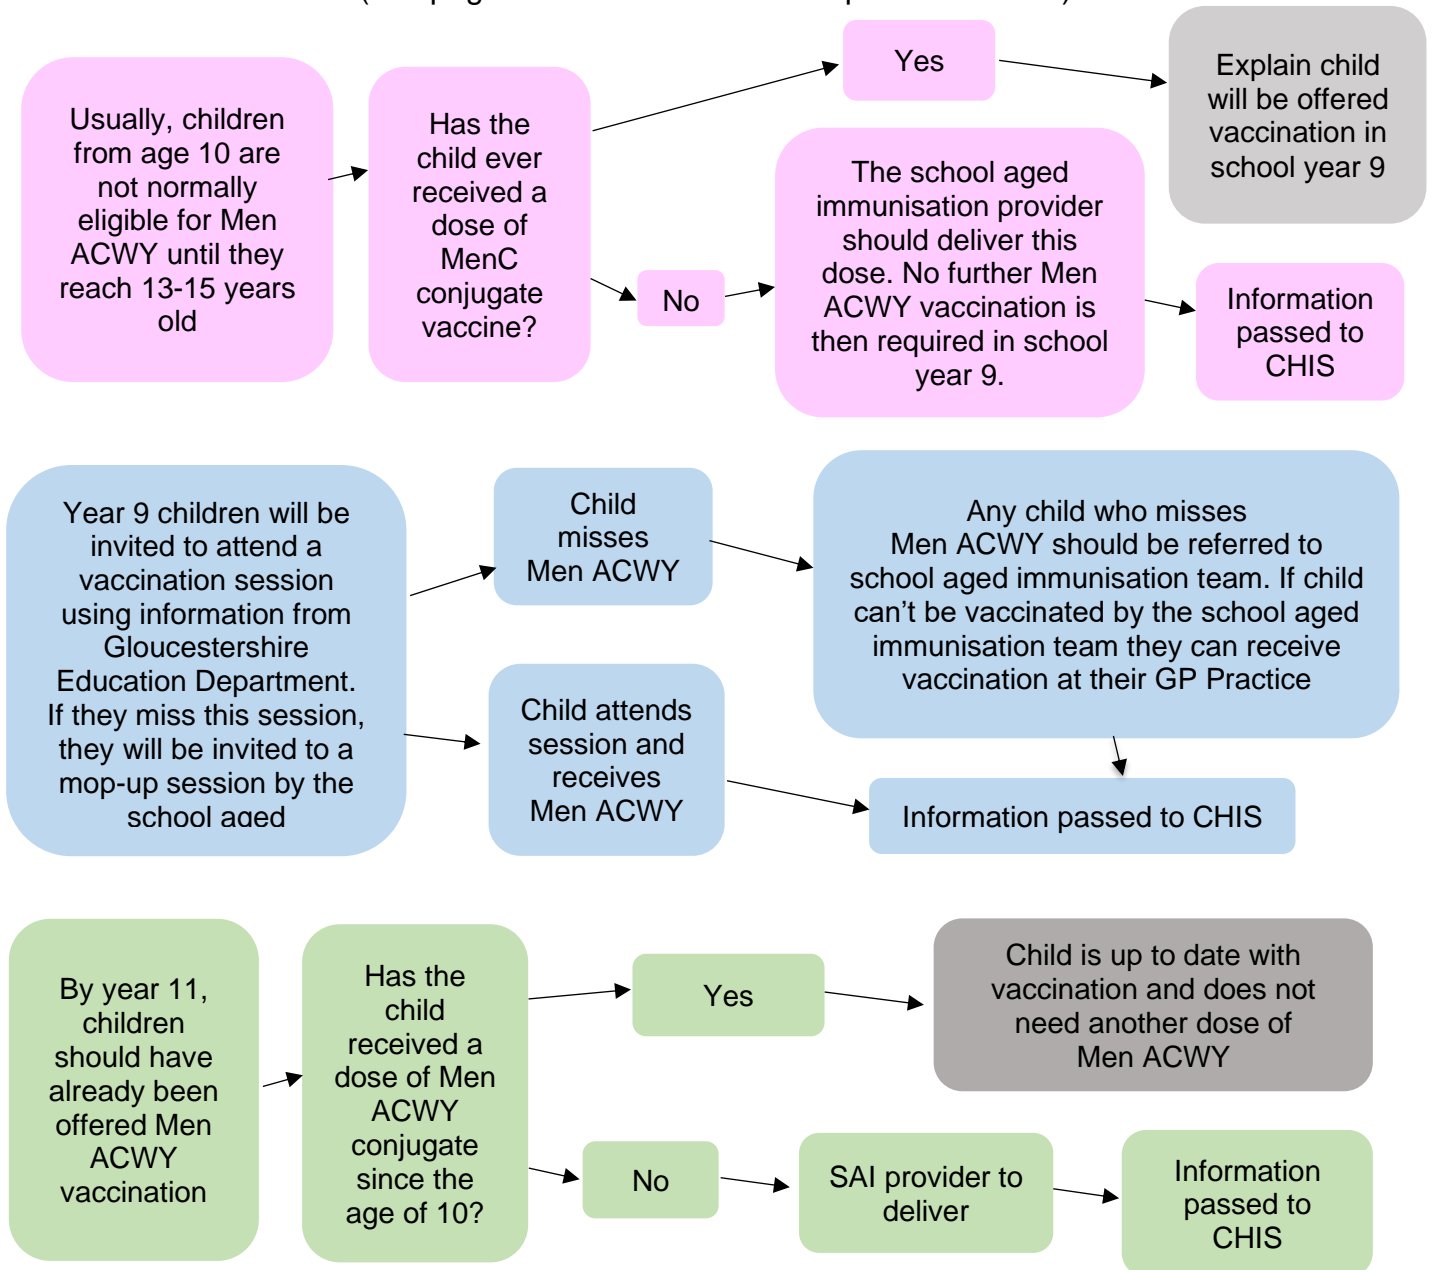 Yes
Explain child
will be offered
vaccination in
school year 9
Usually, children
from age 10 are
not normally
eligible for Men
ACWY until they
reach 13-15 years
old
Has the
child ever
received a
dose of
MenC
conjugate
vaccine?
No
The school aged
immunisation provider
should deliver this
dose. No further Men
ACWY vaccination is
then required in school
year 9.
Information
passed to
CHIS
Year 9 children will be
invited to attend a
vaccination session
using information from
Gloucestershire
Education Department.
If they miss this session,
they will be invited to a
mop-up session by the
school aged
Child
misses
Men ACWY
Any child who misses
Men ACWY should be referred to
school aged immunisation team. If child
can’t be vaccinated by the school aged
immunisation team they can receive
vaccination at their GP Practice
Child attends
session and
receives
Men ACWY
Information passed to CHIS
By year 11,
children
should have
already been
offered Men
ACWY
vaccination
Has the
child
received a
dose of Men
ACWY
conjugate
since the
age of 10?
Yes
Child is up to date with
vaccination and does not
need another dose of
Men ACWY
No
SAI provider to
deliver
Information
passed to
CHIS